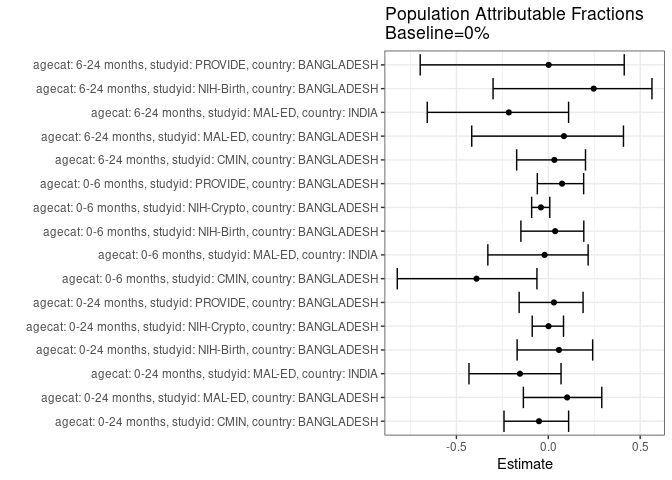 Population Attributable Fractions
Baseline=0%
agecat: 6-24 months, studyid: PROVIDE, country: BANGLADESH
agecat: 6-24 months, studyid: NIH-Birth, country: BANGLADESH
agecat: 6-24 months, studyid: MAL-ED, country: INDIA
agecat: 6-24 months, studyid: MAL-ED, country: BANGLADESH
agecat: 6-24 months, studyid: CMIN, country: BANGLADESH
agecat: 0-6 months, studyid: PROVIDE, country: BANGLADESH
agecat: 0-6 months, studyid: NIH-Crypto, country: BANGLADESH
agecat: 0-6 months, studyid: NIH-Birth, country: BANGLADESH
agecat: 0-6 months, studyid: MAL-ED, country: INDIA
agecat: 0-6 months, studyid: CMIN, country: BANGLADESH
agecat: 0-24 months, studyid: PROVIDE, country: BANGLADESH
agecat: 0-24 months, studyid: NIH-Crypto, country: BANGLADESH
agecat: 0-24 months, studyid: NIH-Birth, country: BANGLADESH
agecat: 0-24 months, studyid: MAL-ED, country: INDIA
agecat: 0-24 months, studyid: MAL-ED, country: BANGLADESH
agecat: 0-24 months, studyid: CMIN, country: BANGLADESH
-0.5 0.0 0.5
Estimate